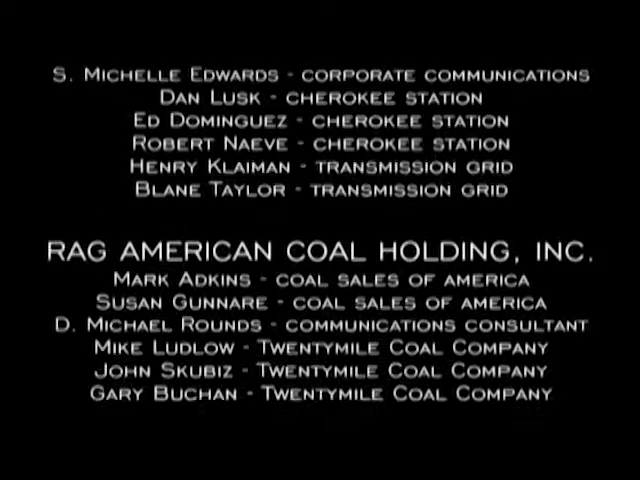 S. Michelle Edwards - corporate communications
Dan Lusk - cherokee station
Ed Dominguez - cherokee station
Robert Naeve - cherokee station
Henry Klaiman - transmission grid
Blane Taylor - transmission grid
RAG AMERICAN COAL HOLDING, INC.
Mark Adkins - coal sales of america
Susan Gunnare - coal sales of america
D. Michael Rounds - communications consultant
Mike Ludlow - Twentymile Coal Company
John Skubiz - Twentymile Coal Company
Gary Buchan - Twentymile Coal Company